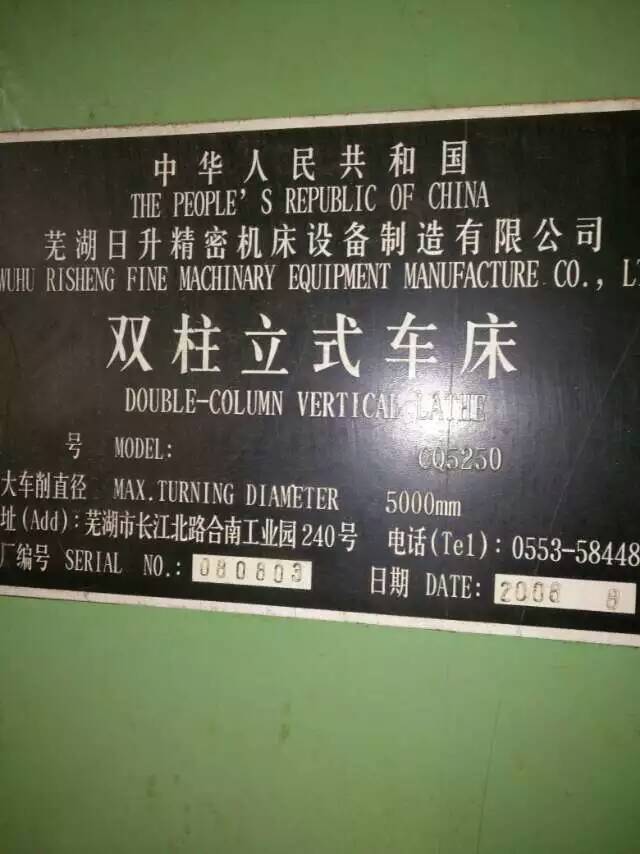 中华人民共和国
THE PEOPLE'S REPUBLIC OF CHINA
芜湖日升精密机床设备制造有限公司
WUHU RISHENG FINE MACHINARY EQUIPMENT MANUFACTURE CO.,
双柱立式车床
DOUBLE-COLUMN VERTICAL LATHE
号 MODEL: CQ5250
大车削直径 MAX.TURNING DIAMETER 5000mm
址(Add):芜湖市长江北路合南工业园240号 电话(Tel):0553-58448
厂编号 SERIAL NO.: 080803 日期 DATE: 2008 8